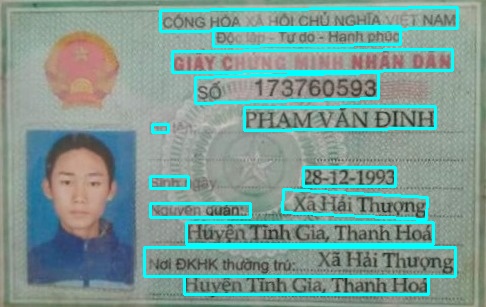 CỘNG HÒA XÃ HỘI CHỦ NGHĨA VIỆT NAM
Độc lập - Tự do - Hạnh phúc
GIẤY CHỨNG MINH NHÂN DÂN
SỐ 173760593
Họ tên: PHẠM VĂN ĐỊNH
Sinh ngày 28-12-1993
Nguyên quán: Xã Hải Thượng
Huyện Tĩnh Gia, Thanh Hoá
Nơi ĐKHK thường trú: Xã Hải Thượng
Huyện Tĩnh Gia, Thanh Hoá